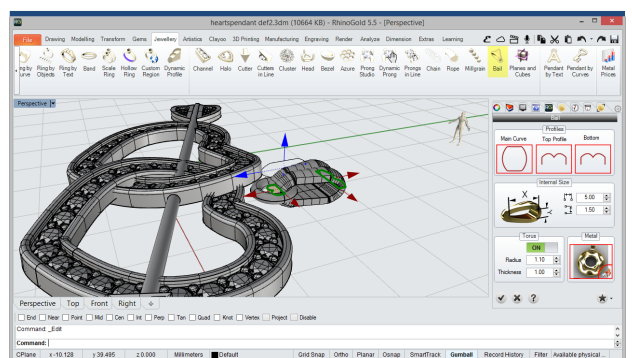 heartspendant def2.3dm (10664 KB) - RhinoGold 5.5 - [Perspective]
File Drawing Modelling Transform Gems Jewellery Artistics Clayoo 3D Printing Manufacturing Engraving Render Analyze Dimension Extras Learning
Ring by Ring by Ring by Band Scale Hollow Custom Dynamic Channel Halo Cutter Cutters Cluster Head Bezel Azure Prong Dynamic Prongs Chain Rope Millgrain Bail Planes and Pendant Pendant by Metal
Curve Objects Text Ring Ring Region Profile in Line Studio Prong in Line Cubes by Text Curves Prices
Perspective
Bail
Profiles
Main Curve Top Profile Bottom
Internal Size
X 5.00
Y 1.50
Torus Metal
ON
Radius 1.10
Thickness 1.00
Perspective Top Front Right
End Near Point Mid Cen Int Perp Tan Quad Knot Vertex Project Disable
Command: _Edit
Command:
CPlane x -10.128 y 39.495 z 0.000 Millimeters Default Grid Snap Ortho Planar Osnap SmartTrack Gumball Record History Filter Available physical ...